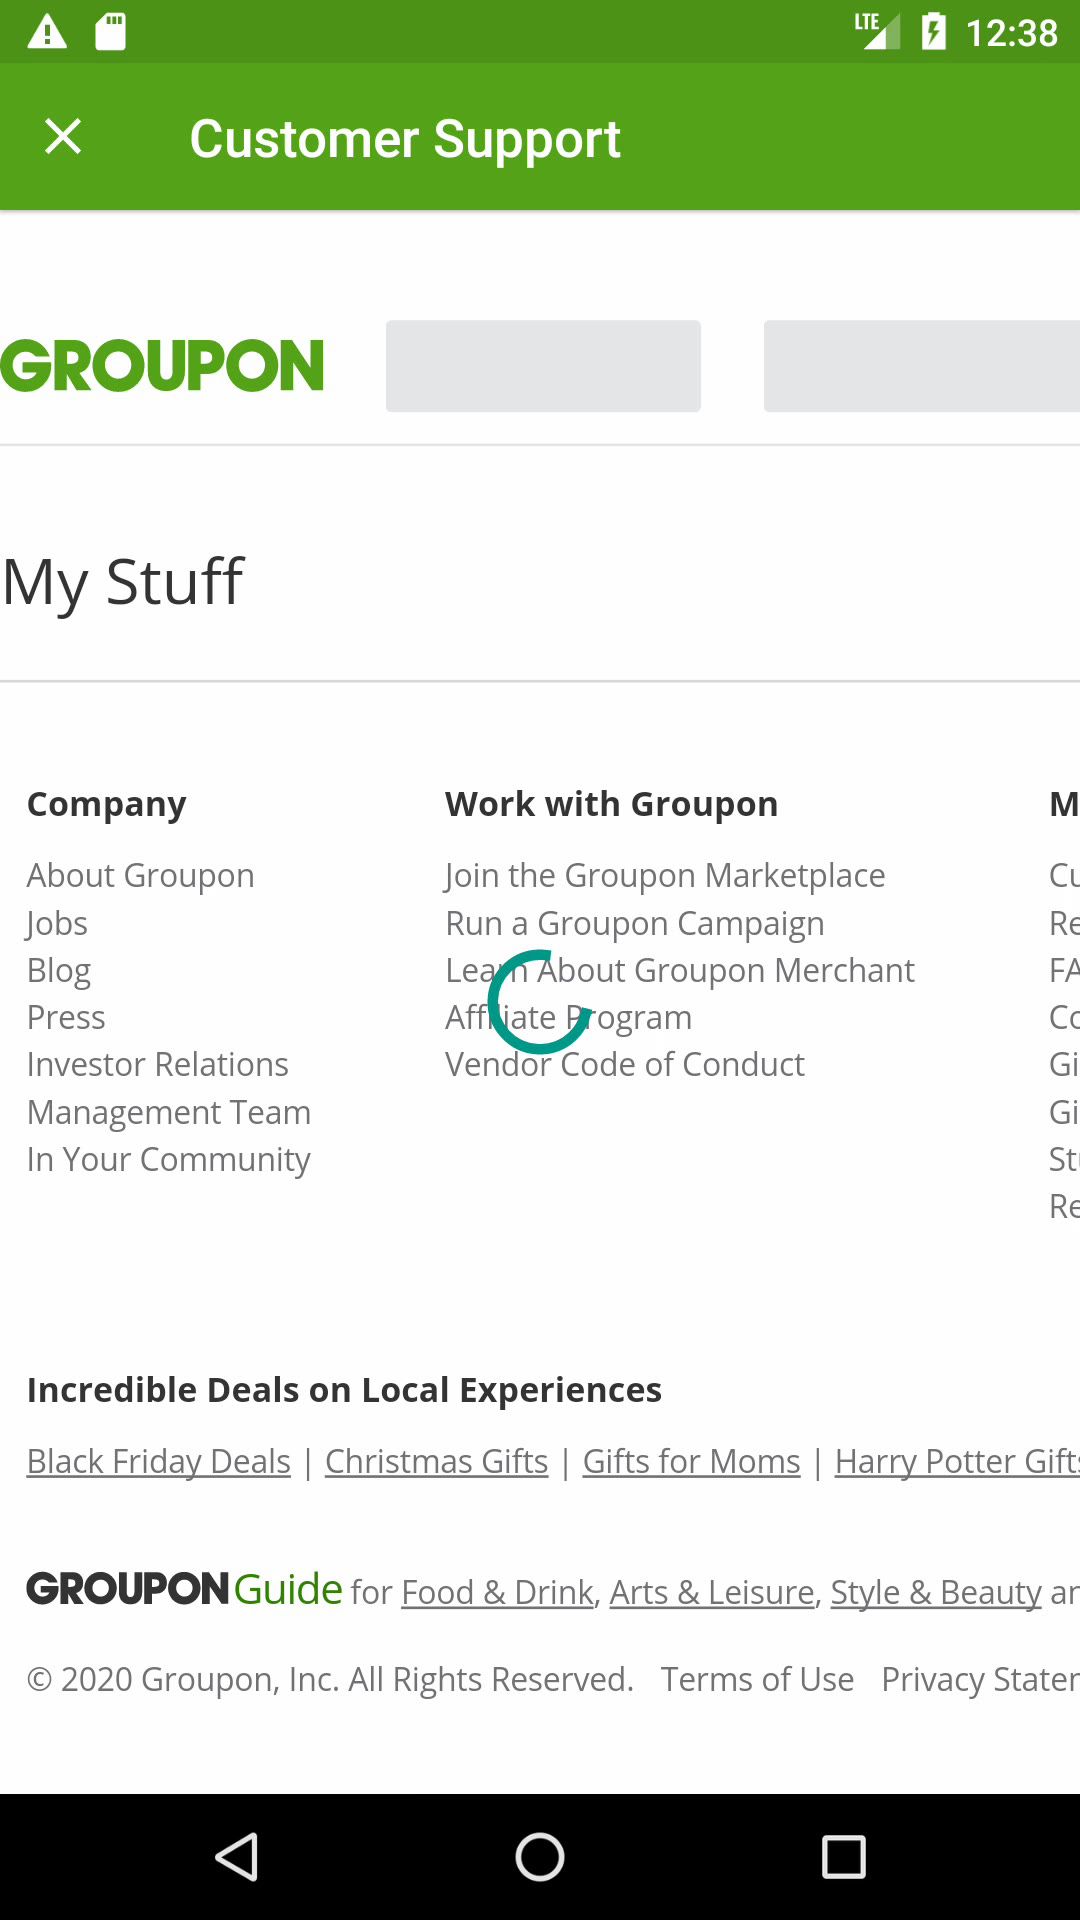 LTE 12:38
Customer Support
GROUPON
My Stuff
Company
Work with Groupon
M
About Groupon
Join the Groupon Marketplace
Cu
Jobs
Run a Groupon Campaign
Re
Blog
Learn About Groupon Merchant
FA
Press
Affiliate Program
Co
Investor Relations
Vendor Code of Conduct
Gi
Management Team
Gi
In Your Community
Stu
Re
Incredible Deals on Local Experiences
Black Friday Deals | Christmas Gifts | Gifts for Moms | Harry Potter Gifts
GROUPON Guide for Food & Drink, Arts & Leisure, Style & Beauty an
© 2020 Groupon, Inc. All Rights Reserved. Terms of Use Privacy Stater